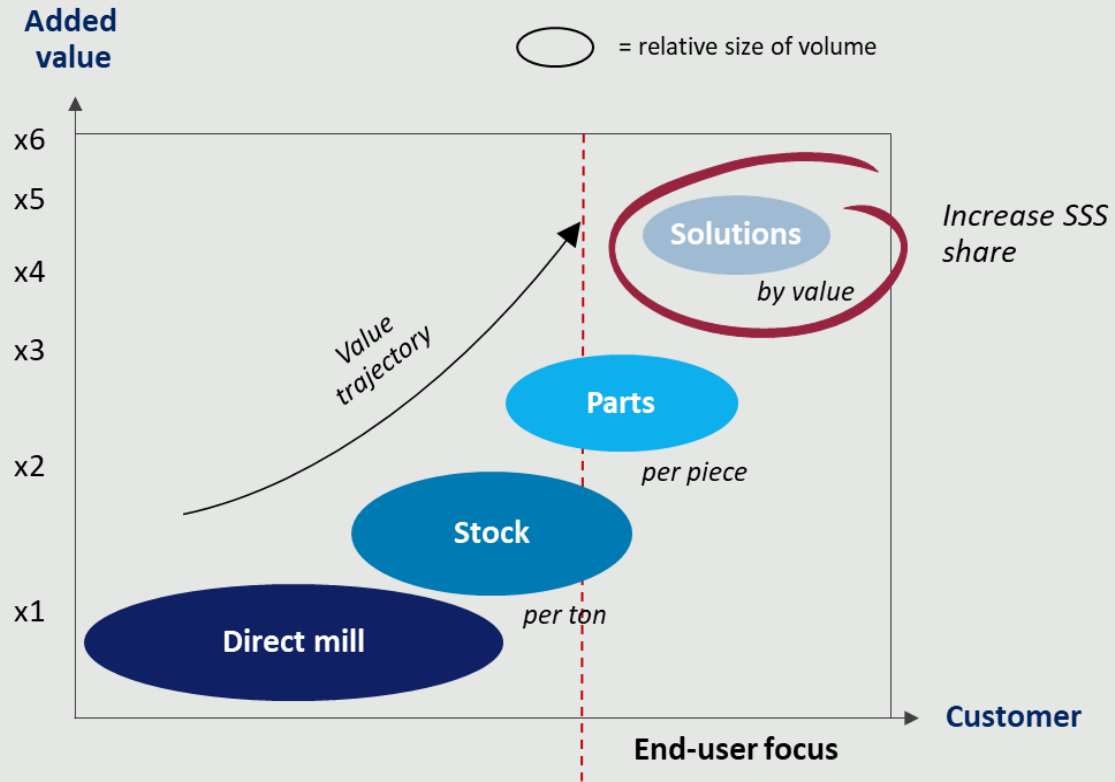 Added
value
= relative size of volume
x6
x5
x4
x3
x2
x1
Solutions
by value
Increase SSS
share
Value
trajectory
Parts
per piece
Stock
per ton
Direct mill
Customer
End-user focus